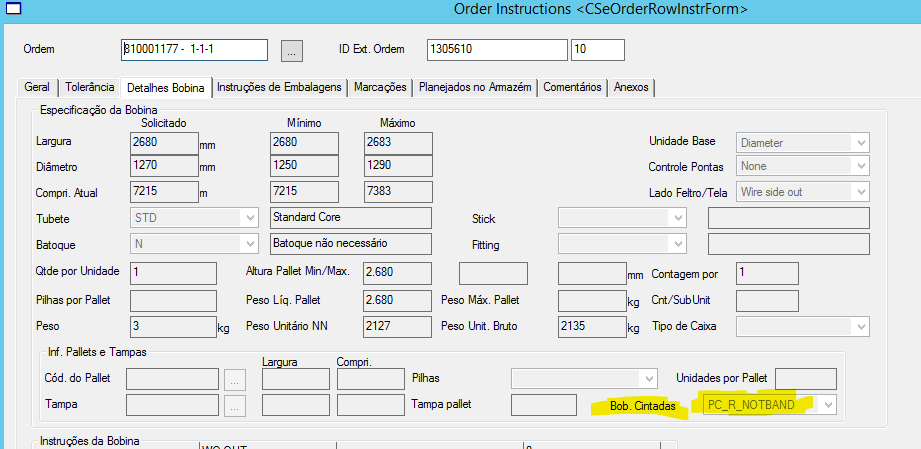 Order Instructions <CSeOrderRowInstrForm>
Ordem 810001177 - 1-1-1 ... ID Ext. Ordem 1305610 10
Geral Tolerância Detalhes Bobina Instruções de Embalagens Marcações Planejados no Armazém Comentários Anexos
Especificação da Bobina
Solicitado Mínimo Máximo
Largura 2680 mm 2680 2683 Unidade Base Diameter
Diâmetro 1270 mm 1250 1290 Controle Pontas None
Compri. Atual 7215 m 7215 7383 Lado Feltro/Tela Wire side out
Tubete STD Standard Core Stick
Batoque N Batoque não necessário Fitting
Qtde por Unidade 1 Altura Pallet Min/Max. 2.680 mm Contagem por 1
Pilhas por Pallet Peso Líq. Pallet 2.680 Peso Máx. Pallet kg Cnt/SubUnit
Peso 3 kg Peso Unitário NN 2127 Peso Unit. Bruto 2135 kg Tipo de Caixa
Inf. Pallets e Tampas
Largura Compri.
Cód. do Pallet ... Pilhas Unidades por Pallet
Tampa ... Tampa pallet Bob. Cintadas PC_R_NOTBAND
Instruções da Bobina